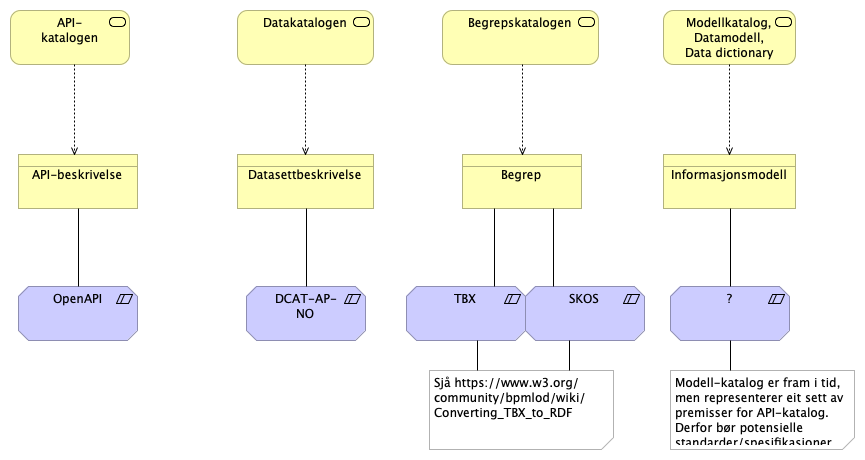 API-
katalogen
Datakatalogen
Begrepskatalogen
Modellkatalog,
Datamodell,
Data dictionary
API-beskrivelse
Datasettbeskrivelse
Begrep
Informasjonsmodell
OpenAPI
DCAT-AP-
NO
TBX
SKOS
?
Sjå https://www.w3.org/
community/bpmlod/wiki/
Converting_TBX_to_RDF
Modell-katalog er fram i tid,
men representerer eit sett av
premisser for API-katalog.
Derfor bør potensielle
standarder/spesifikasjoner